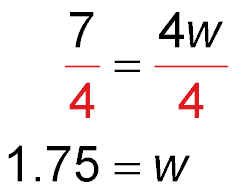 7/4 = 4w/4
1.75 = w